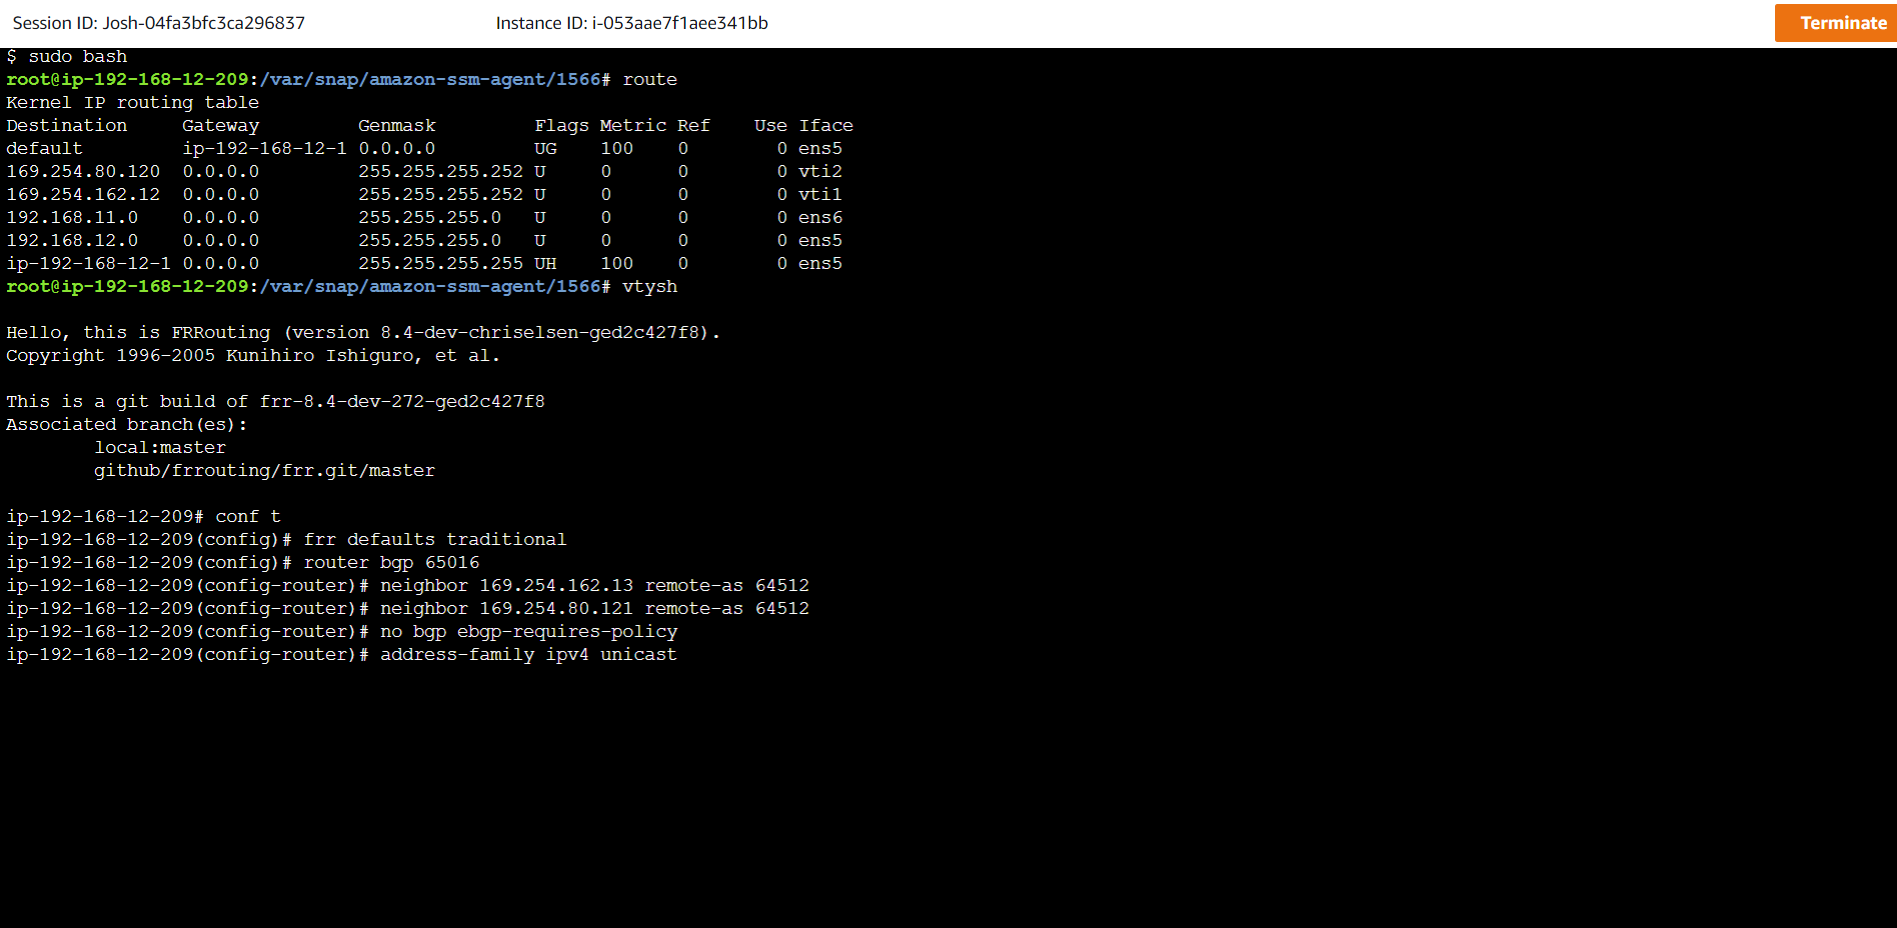 Session ID: Josh-04fa3bfc3ca296837 Instance ID: i-053aae7f1aee341bb Terminate
$ sudo bash
root@ip-192-168-12-209:/var/snap/amazon-ssm-agent/1566# route
Kernel IP routing table
Destination     Gateway         Genmask         Flags Metric Ref    Use Iface
default         ip-192-168-12-1 0.0.0.0         UG    100    0        0 ens5
169.254.80.120  0.0.0.0         255.255.255.252 U     0      0        0 vti2
169.254.162.12  0.0.0.0         255.255.255.252 U     0      0        0 vti1
192.168.11.0    0.0.0.0         255.255.255.0   U     0      0        0 ens6
192.168.12.0    0.0.0.0         255.255.255.0   U     0      0        0 ens5
ip-192-168-12-1 0.0.0.0         255.255.255.255 UH    100    0        0 ens5
root@ip-192-168-12-209:/var/snap/amazon-ssm-agent/1566# vtysh
Hello, this is FRRouting (version 8.4-dev-chriselsen-ged2c427f8).
Copyright 1996-2005 Kunihiro Ishiguro, et al.
This is a git build of frr-8.4-dev-272-ged2c427f8
Associated branch(es):
        local:master
        github/frrouting/frr.git/master
ip-192-168-12-209# conf t
ip-192-168-12-209(config)# frr defaults traditional
ip-192-168-12-209(config)# router bgp 65016
ip-192-168-12-209(config-router)# neighbor 169.254.162.13 remote-as 64512
ip-192-168-12-209(config-router)# neighbor 169.254.80.121 remote-as 64512
ip-192-168-12-209(config-router)# no bgp ebgp-requires-policy
ip-192-168-12-209(config-router)# address-family ipv4 unicast